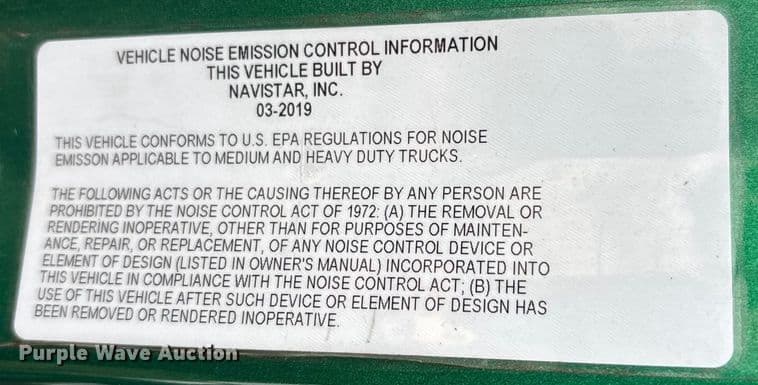 VEHICLE NOISE EMISSION CONTROL INFORMATION
THIS VEHICLE BUILT BY
NAVISTAR, INC.
03-2019
THIS VEHICLE CONFORMS TO U.S. EPA REGULATIONS FOR NOISE
EMISSON APPLICABLE TO MEDIUM AND HEAVY DUTY TRUCKS.
THE FOLLOWING ACTS OR THE CAUSING THEREOF BY ANY PERSON ARE
PROHIBITED BY THE NOISE CONTROL ACT OF 1972: (A) THE REMOVAL OR
RENDERING INOPERATIVE, OTHER THAN FOR PURPOSES OF MAINTEN-
ANCE, REPAIR, OR REPLACEMENT, OF ANY NOISE CONTROL DEVICE OR
ELEMENT OF DESIGN (LISTED IN OWNER'S MANUAL) INCORPORATED INTO
THIS VEHICLE IN COMPLIANCE WITH THE NOISE CONTROL ACT; (B) THE
USE OF THIS VEHICLE AFTER SUCH DEVICE OR ELEMENT OF DESIGN HAS
BEEN REMOVED OR RENDERED INOPERATIVE.
Purple Wave Auction